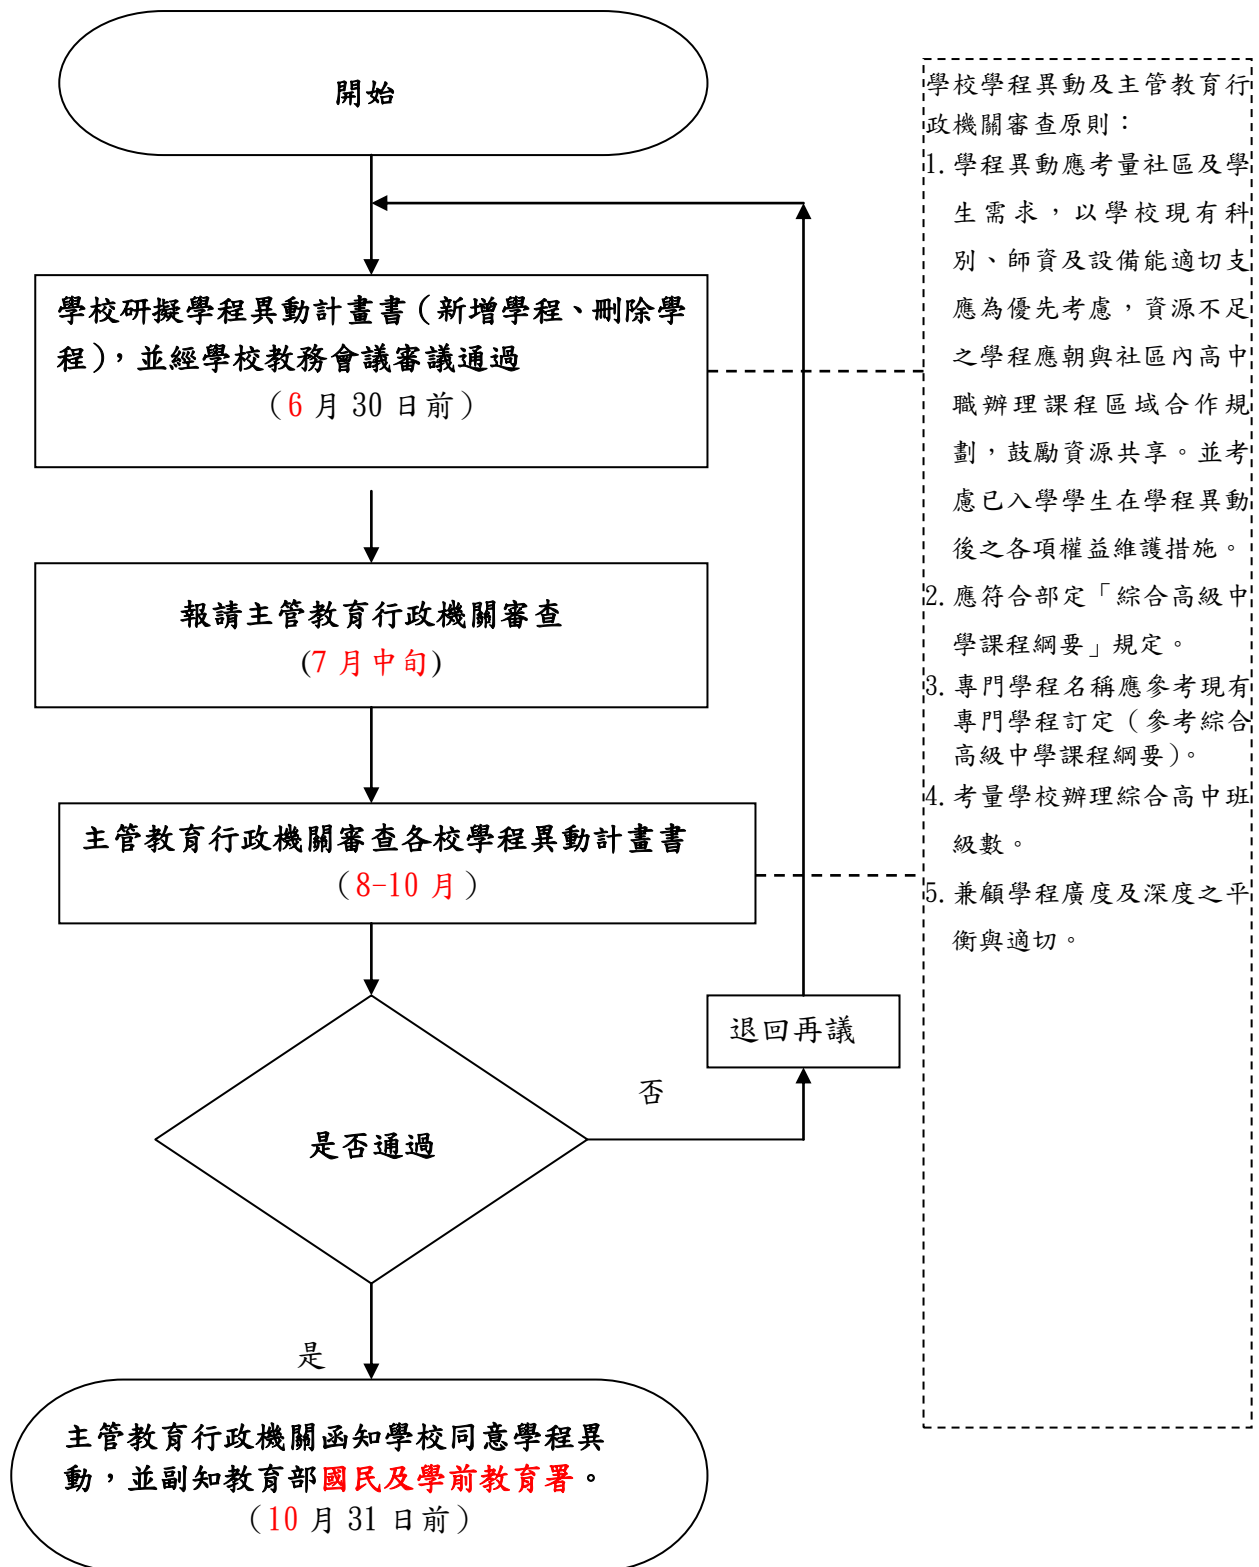 開始
學校研擬學程異動計畫書（新增學程、刪除學
程），並經學校教務會議審議通過
（6 月 30 日前）
報請主管教育行政機關審查
(7 月中旬)
主管教育行政機關審查各校學程異動計畫書
（8-10 月）
退回再議
否
是否通過
是
主管教育行政機關函知學校同意學程異
動，並副知教育部國民及學前教育署。
（10 月 31 日前）
學校學程異動及主管教育行
政機關審查原則：
1. 學程異動應考量社區及學
生需求，以學校現有科
別、師資及設備能適切支
應為優先考慮，資源不足
之學程應朝與社區內高中
職辦理課程區域合作規
劃，鼓勵資源共享。並考
慮已入學學生在學程異動
後之各項權益維護措施。
2. 應符合部定「綜合高級中
學課程綱要」規定。
3. 專門學程名稱應參考現有
專門學程訂定（參考綜合
高級中學課程綱要）。
4. 考量學校辦理綜合高中班
級數。
5. 兼顧學程廣度及深度之平
衡與適切。